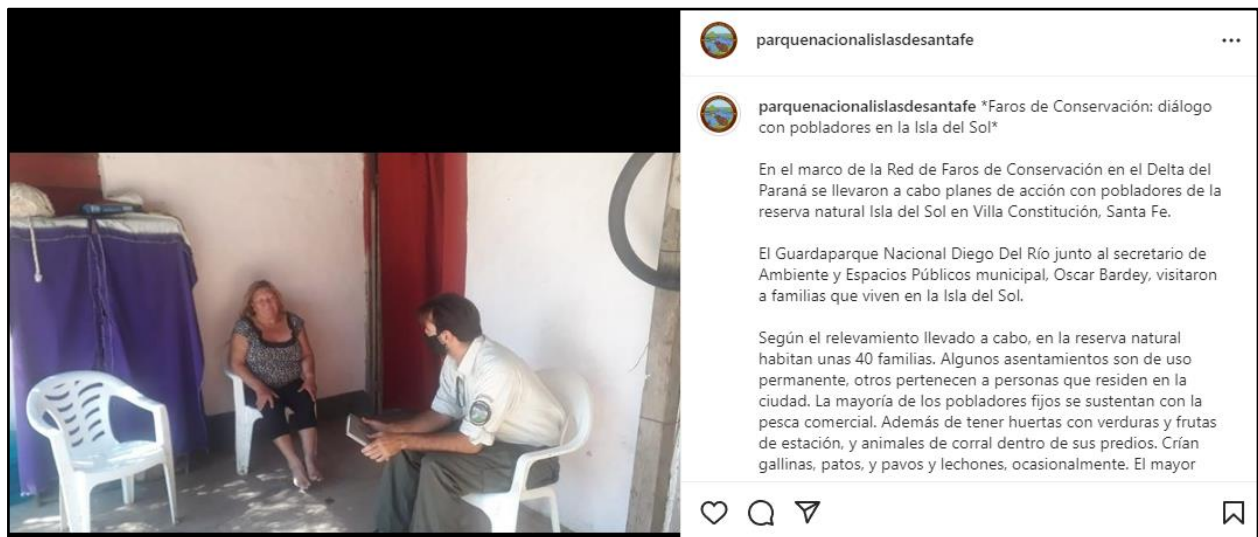 parquenacionalislasdesantafe
parquenacionalislasdesantafe *Faros de Conservación: diálogo
con pobladores en la Isla del Sol*
En el marco de la Red de Faros de Conservación en el Delta del
Paraná se llevaron a cabo planes de acción con pobladores de la
reserva natural Isla del Sol en Villa Constitución, Santa Fe.
El Guardaparque Nacional Diego Del Río junto al secretario de
Ambiente y Espacios Públicos municipal, Oscar Bardey, visitaron
a familias que viven en la Isla del Sol.
Según el relevamiento llevado a cabo, en la reserva natural
habitan unas 40 familias. Algunos asentamientos son de uso
permanente, otros pertenecen a personas que residen en la
ciudad. La mayoría de los pobladores fijos se sustentan con la
pesca comercial. Además de tener huertas con verduras y frutas
de estación, y animales de corral dentro de sus predios. Crían
gallinas, patos, y pavos y lechones, ocasionalmente. El mayor